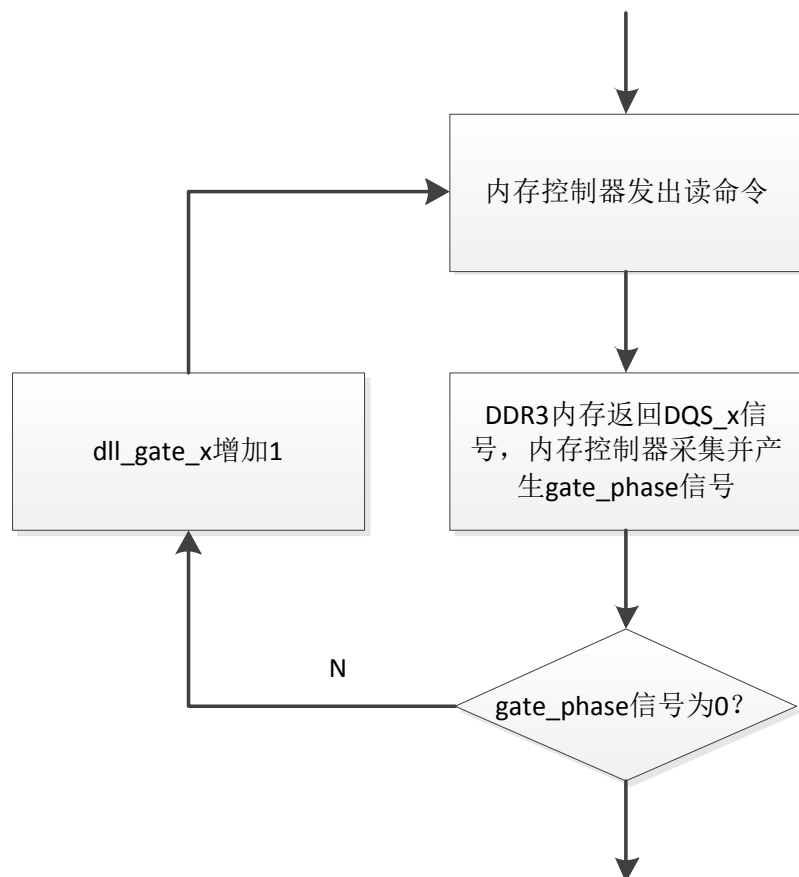 内存控制器发出读命令
DDR3内存返回DQS_x信
号，内存控制器采集并产
生gate_phase信号
dll_gate_x增加1
N
gate_phase信号为0？